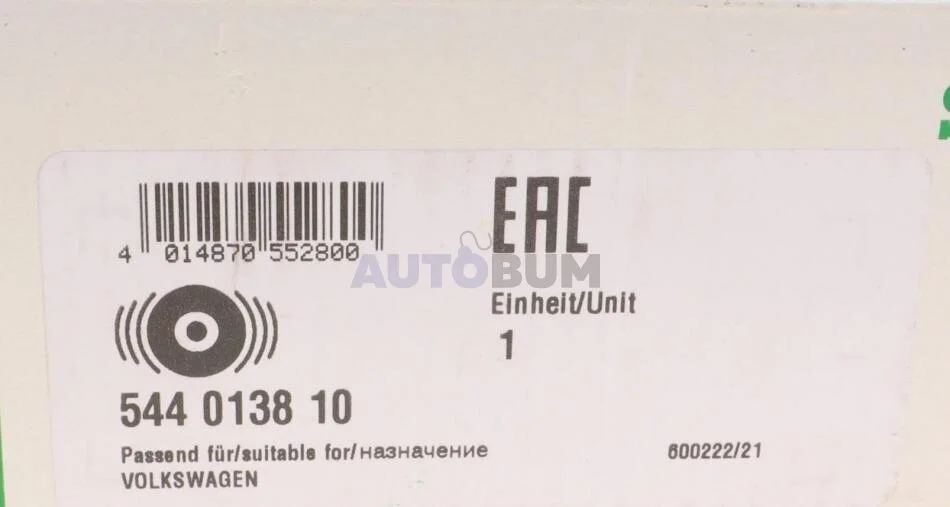 EAC
4 014870 552800
AUTOBUM
Einheit/Unit
1
544 0138 10
Passend für/suitable for/назначение
600222/21
VOLKSWAGEN